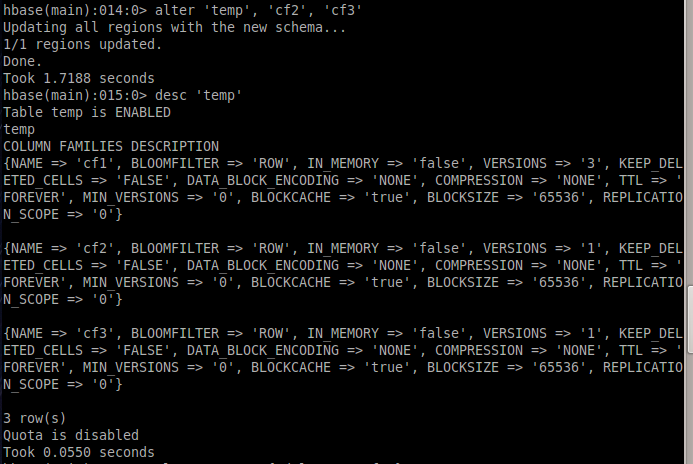 hbase(main):014:0> alter 'temp', 'cf2', 'cf3'
Updating all regions with the new schema...
1/1 regions updated.
Done.
Took 1.7188 seconds
hbase(main):015:0> desc 'temp'
Table temp is ENABLED
temp
COLUMN FAMILIES DESCRIPTION
{NAME => 'cf1', BLOOMFILTER => 'ROW', IN_MEMORY => 'false', VERSIONS => '3', KEEP_DEL
ETED_CELLS => 'FALSE', DATA_BLOCK_ENCODING => 'NONE', COMPRESSION => 'NONE', TTL => '
FOREVER', MIN_VERSIONS => '0', BLOCKCACHE => 'true', BLOCKSIZE => '65536', REPLICATIO
N_SCOPE => '0'}
{NAME => 'cf2', BLOOMFILTER => 'ROW', IN_MEMORY => 'false', VERSIONS => '1', KEEP_DEL
ETED_CELLS => 'FALSE', DATA_BLOCK_ENCODING => 'NONE', COMPRESSION => 'NONE', TTL => '
FOREVER', MIN_VERSIONS => '0', BLOCKCACHE => 'true', BLOCKSIZE => '65536', REPLICATIO
N_SCOPE => '0'}
{NAME => 'cf3', BLOOMFILTER => 'ROW', IN_MEMORY => 'false', VERSIONS => '1', KEEP_DEL
ETED_CELLS => 'FALSE', DATA_BLOCK_ENCODING => 'NONE', COMPRESSION => 'NONE', TTL => '
FOREVER', MIN_VERSIONS => '0', BLOCKCACHE => 'true', BLOCKSIZE => '65536', REPLICATIO
N_SCOPE => '0'}
3 row(s)
Quota is disabled
Took 0.0550 seconds